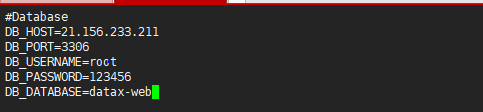 #Database
DB_HOST=21.156.233.211
DB_PORT=3306
DB_USERNAME=root
DB_PASSWORD=123456
DB_DATABASE=datax-web